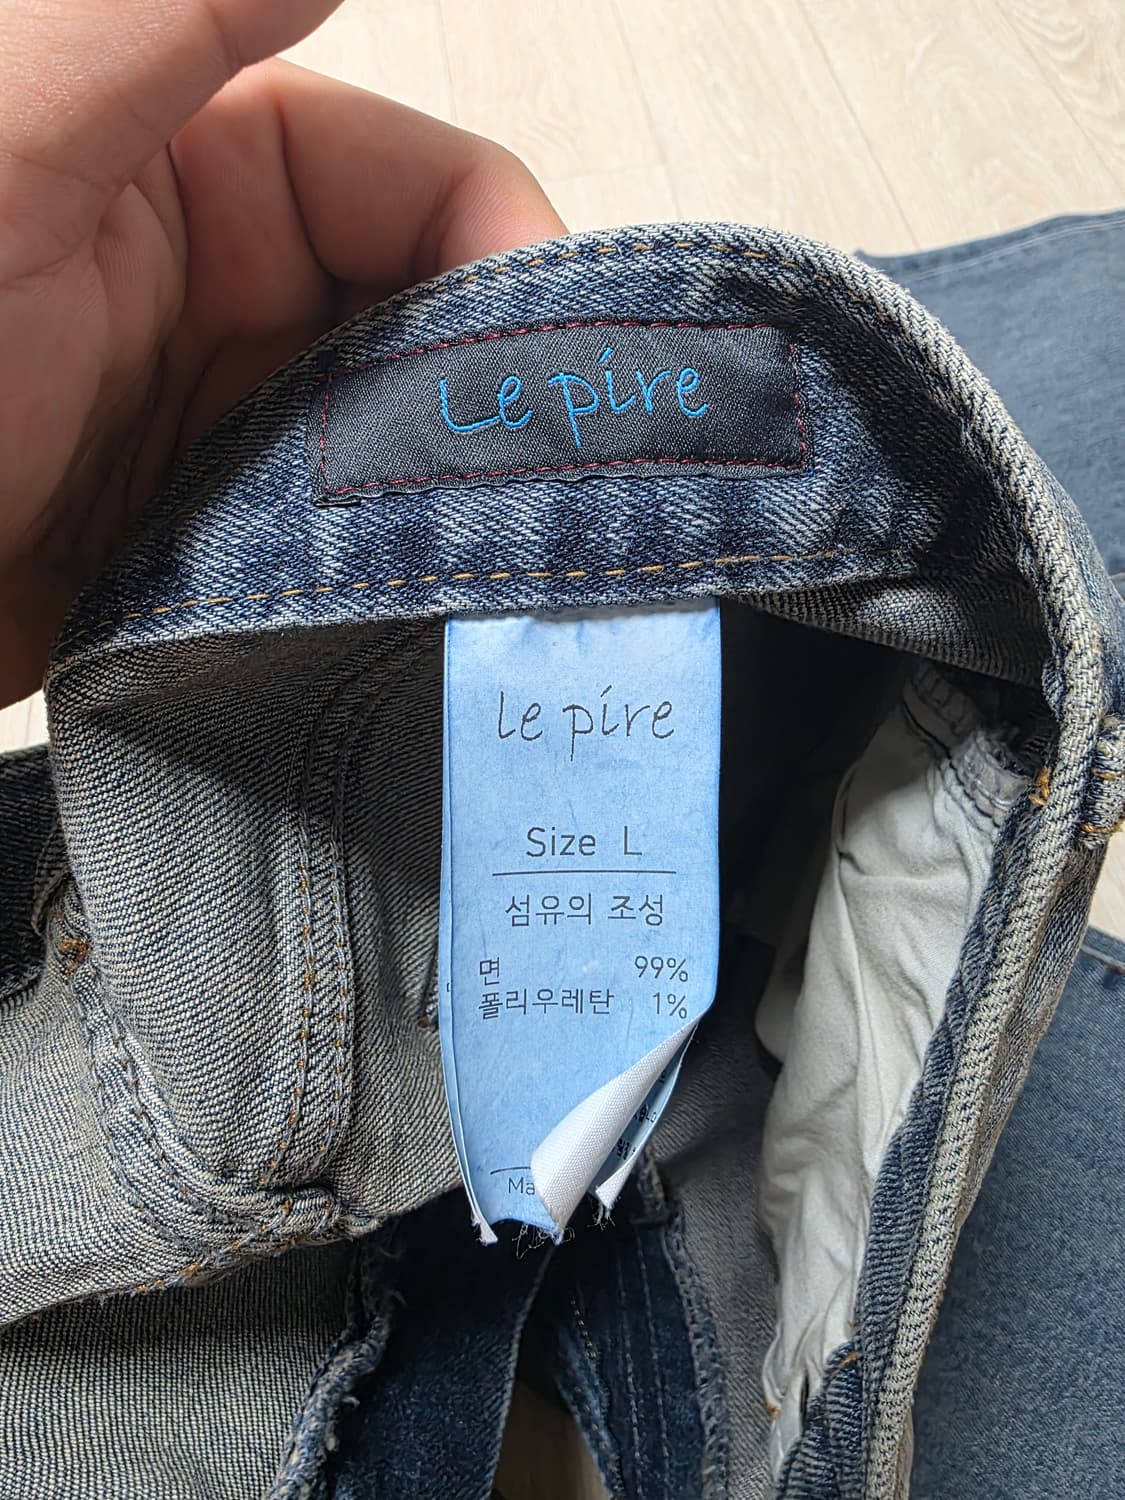 Le pire
le pire
Size L
섬유의 조성
면 99%
폴리우레탄 1%